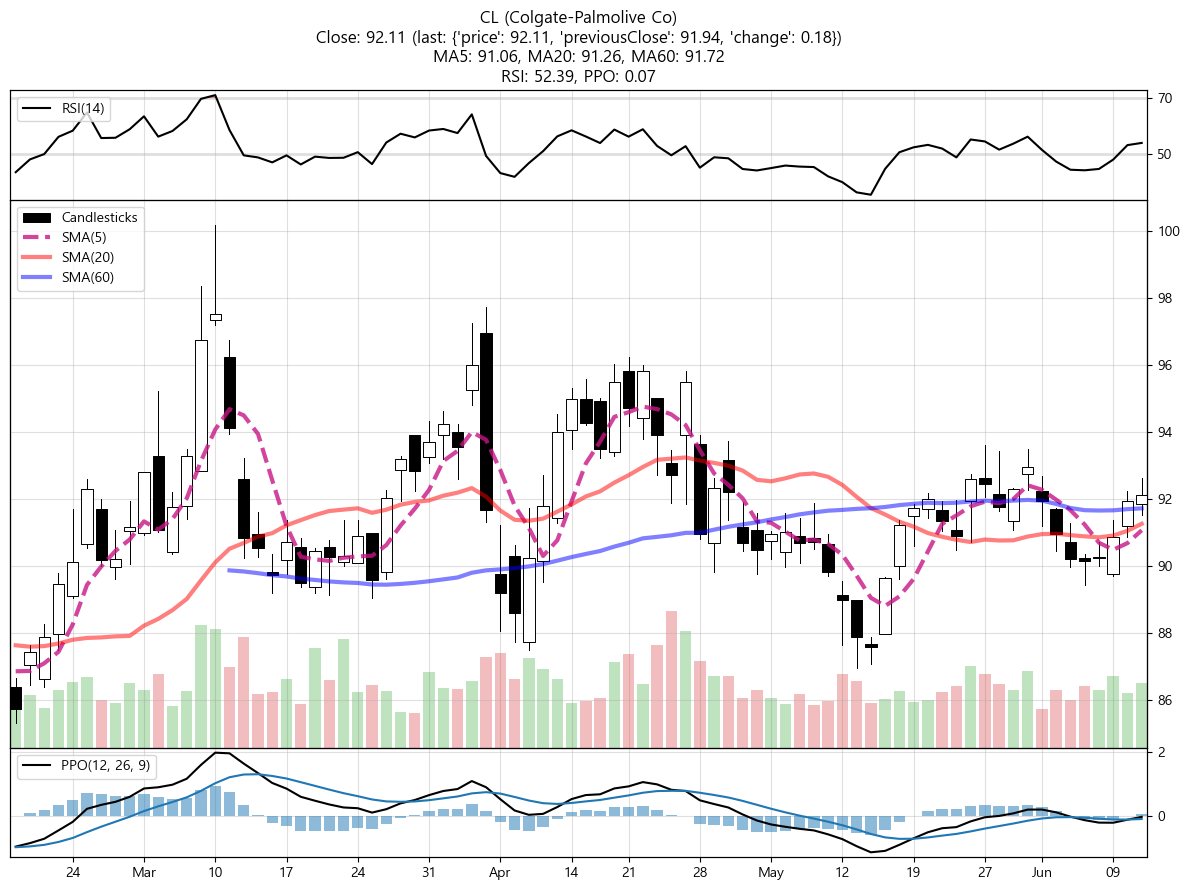 CL (Colgate-Palmolive Co)
Close: 92.11 (last: {'price': 92.11, 'previousClose': 91.94, 'change': 0.18})
MA5: 91.06, MA20: 91.26, MA60: 91.72
RSI: 52.39, PPO: 0.07
RSI(14)
70
50
Candlesticks
SMA(5)
SMA(20)
SMA(60)
100
98
96
94
92
90
88
86
PPO(12, 26, 9)
2
0
24 Mar 10 17 24 31 Apr 14 21 28 May 12 19 27 Jun 09